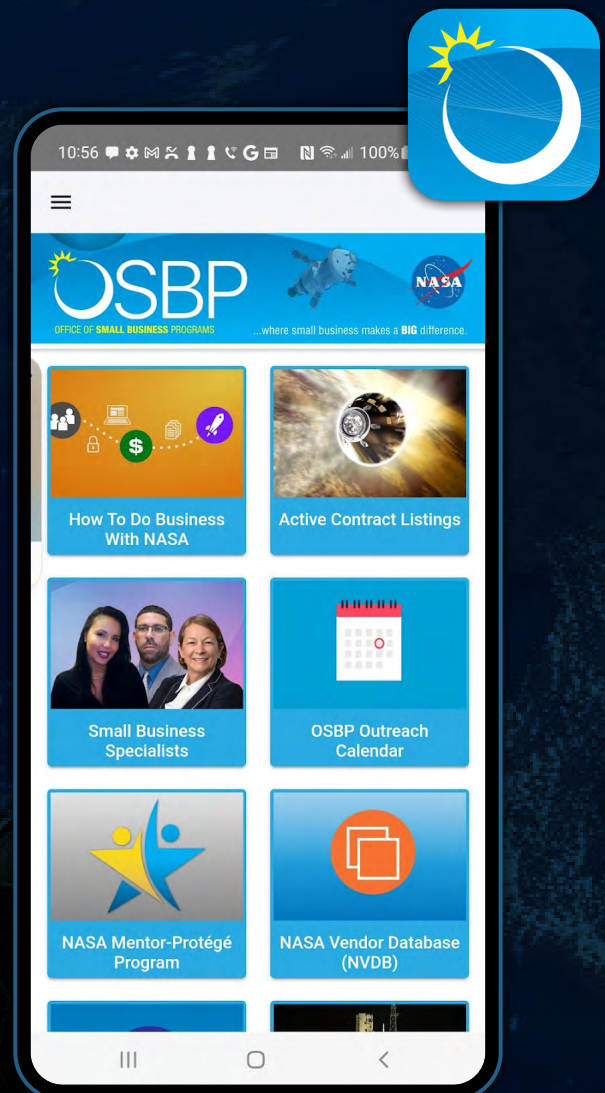 10:56
G
N
100%
OSBP
NASA
OFFICE OF SMALL BUSINESS PROGRAMS
...where small business makes a BIG difference.
$
How To Do Business
With NASA
Active Contract Listings
Small Business
Specialists
OSBP Outreach
Calendar
NASA Mentor-Protégé
Program
NASA Vendor Database
(NVDB)